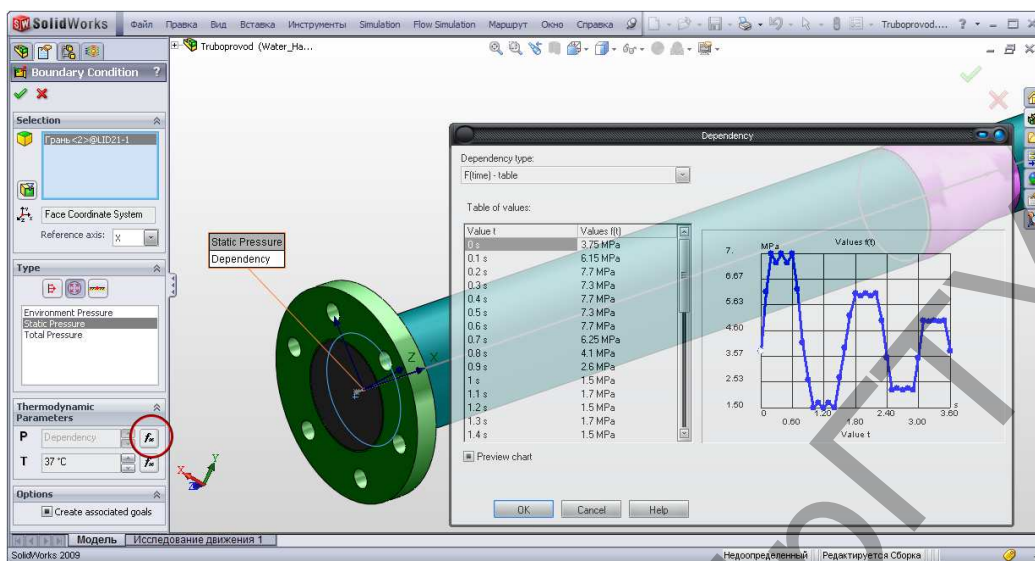 SolidWorks Файл Правка Вид Вставка Инструменты Simulation Flow Simulation Маршрут Окно Справка Truboprovod.... ?
Truboprovod (Water_Ha...
Boundary Condition ?
Selection
Грань<2>@LID21-1
Face Coordinate System
Reference axis: X
Type
Environment Pressure
Static Pressure
Total Pressure
Thermodynamic
Parameters
P Dependency
T 37 °C
Options
Create associated goals
Static Pressure
Dependency
Z X
X Y Z
Dependency
Dependency type:
F(time) - table
Table of values:
Value t Values f(t)
0 s 3.75 MPa
0.1 s 6.15 MPa
0.2 s 7.7 MPa
0.3 s 7.3 MPa
0.4 s 7.7 MPa
0.5 s 7.3 MPa
0.6 s 7.7 MPa
0.7 s 6.25 MPa
0.8 s 4.1 MPa
0.9 s 2.6 MPa
1 s 1.5 MPa
1.1 s 1.7 MPa
1.2 s 1.5 MPa
1.3 s 1.7 MPa
1.4 s 1.5 MPa
Preview chart
MPa Values f(t)
7.
6.67
5.63
4.60
3.57
2.53
1.50
0 1.20 2.40 3.60 s
0.60 1.80 3.00
Value t
OK Cancel Help
Модель Исследование движения 1
SolidWorks 2009 Недоопределенный Редактируется Сборка